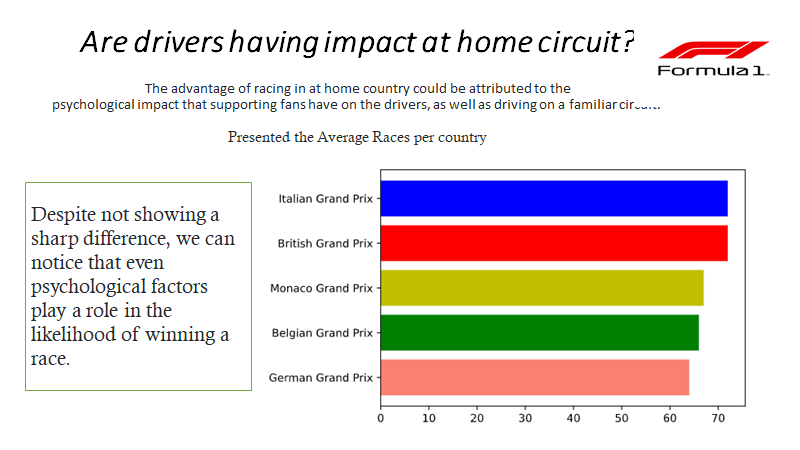 Are drivers having impact at home circuit?
Formula 1
The advantage of racing in at home country could be attributed to the
psychological impact that supporting fans have on the drivers, as well as driving on a familiar circuit.
Presented the Average Races per country
Despite not showing a
sharp difference, we can
notice that even
psychological factors
play a role in the
likelihood of winning a
race.
Italian Grand Prix
British Grand Prix
Monaco Grand Prix
Belgian Grand Prix
German Grand Prix
0 10 20 30 40 50 60 70